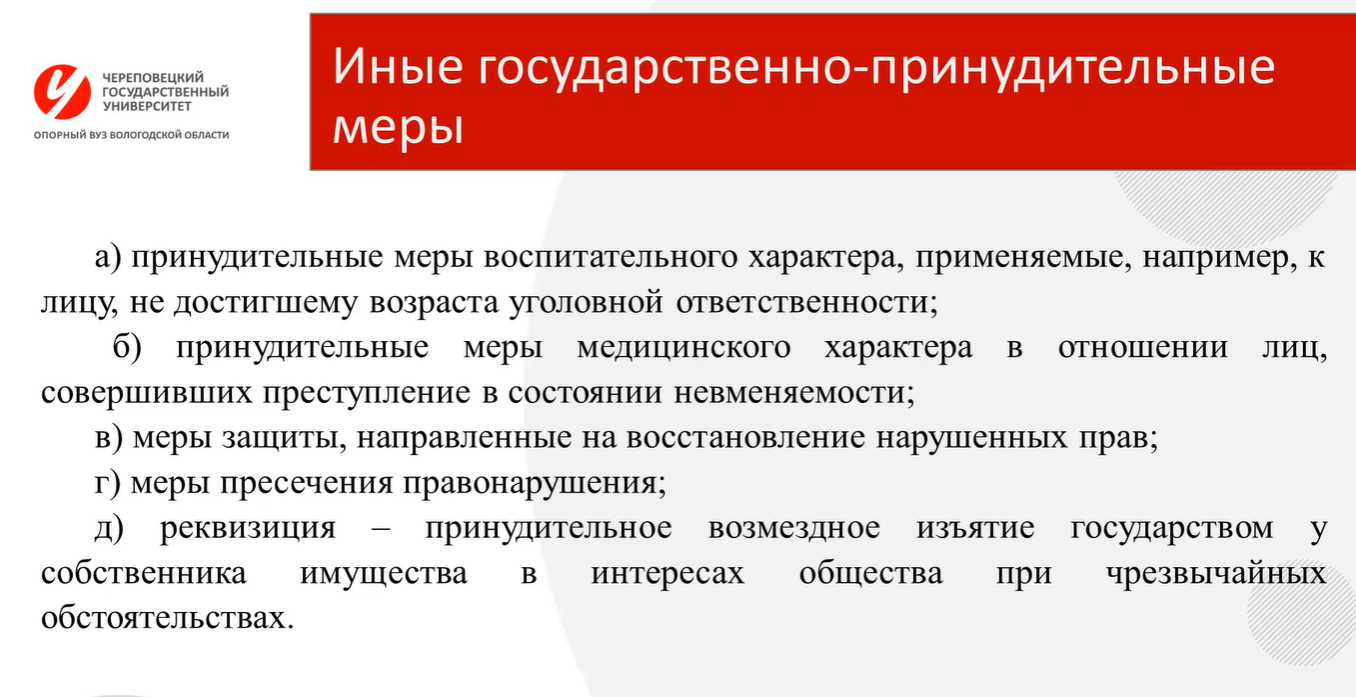 ЧЕРЕПОВЕЦКИЙ
ГОСУДАРСТВЕННЫЙ
УНИВЕРСИТЕТ
ОПОРНЫЙ ВУЗ ВОЛОГОДСКОЙ ОБЛАСТИ
Иные государственно-принудительные
меры
а) принудительные меры воспитательного характера, применяемые, например, к
лицу, не достигшему возраста уголовной ответственности;
б) принудительные меры медицинского характера в отношении лиц,
совершивших преступление в состоянии невменяемости;
в) меры защиты, направленные на восстановление нарушенных прав;
г) меры пресечения правонарушения;
д) реквизиция – принудительное возмездное изъятие государством у
собственника имущества в интересах общества при чрезвычайных
обстоятельствах.